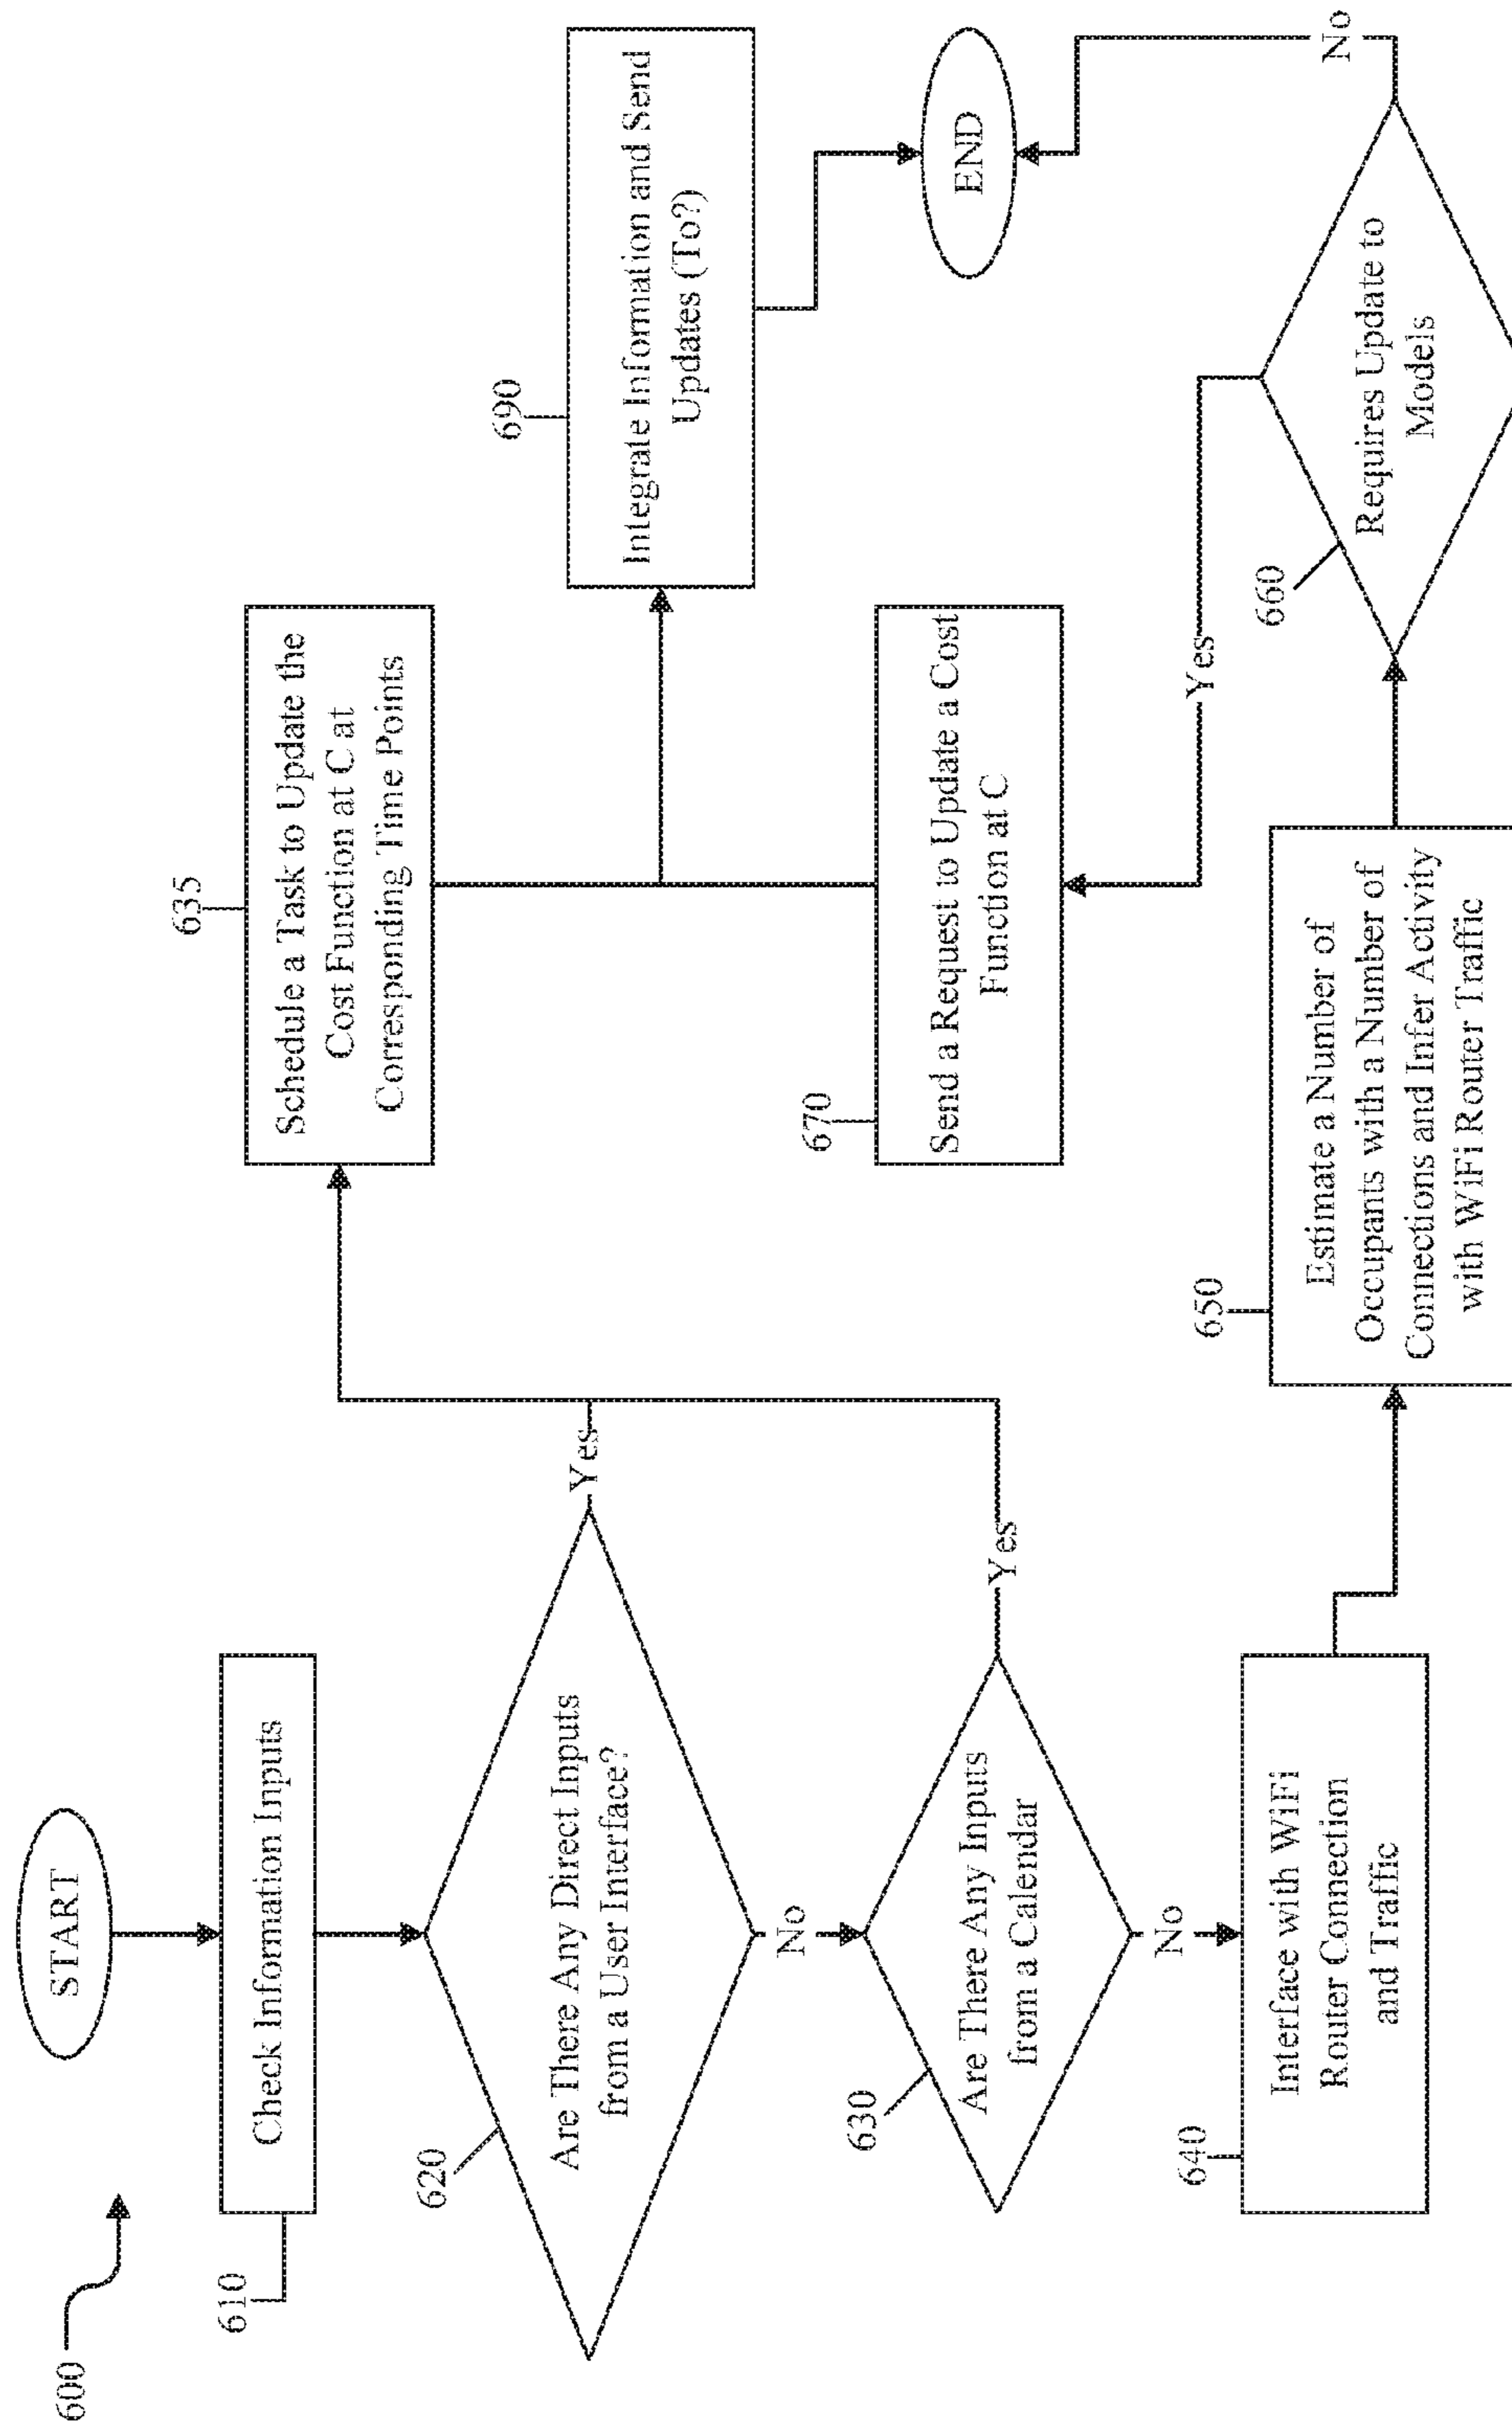 600
START
610
Check Information Inputs
620
Are There Any Direct Inputs
from a User Interface?
Yes
No
630
Are There Any Inputs
from a Calendar
Yes
No
640
Interface with WiFi
Router Connection
and Traffic
635
Schedule a Task to Update the
Cost Function at C at
Corresponding Time Points
670
Send a Request to Update a Cost
Function at C
650
Estimate a Number of
Occupants with a Number of
Connections and Infer Activity
with WiFi Router Traffic
690
Integrate Information and Send
Updates (To?)
END
Yes
660
Requires Update to
Models
No